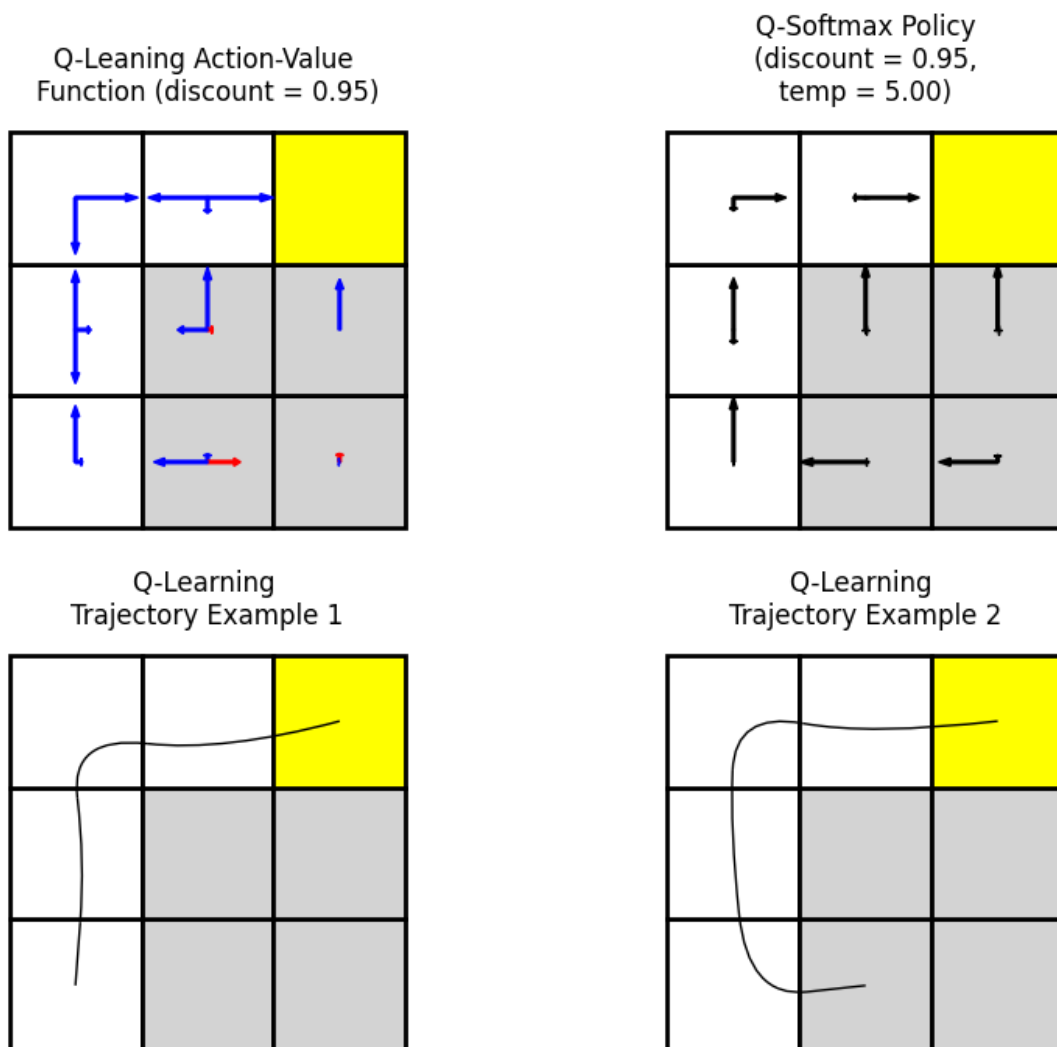 Q-Leaning Action-Value
Function (discount = 0.95)
Q-Softmax Policy
(discount = 0.95,
temp = 5.00)
Q-Learning
Trajectory Example 1
Q-Learning
Trajectory Example 2